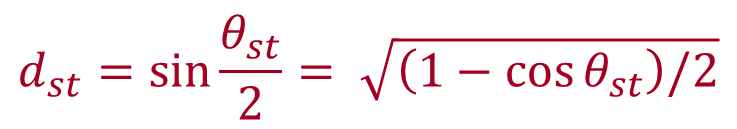 d_st = sin θ_st/2 = √(1 − cos θ_st)/2